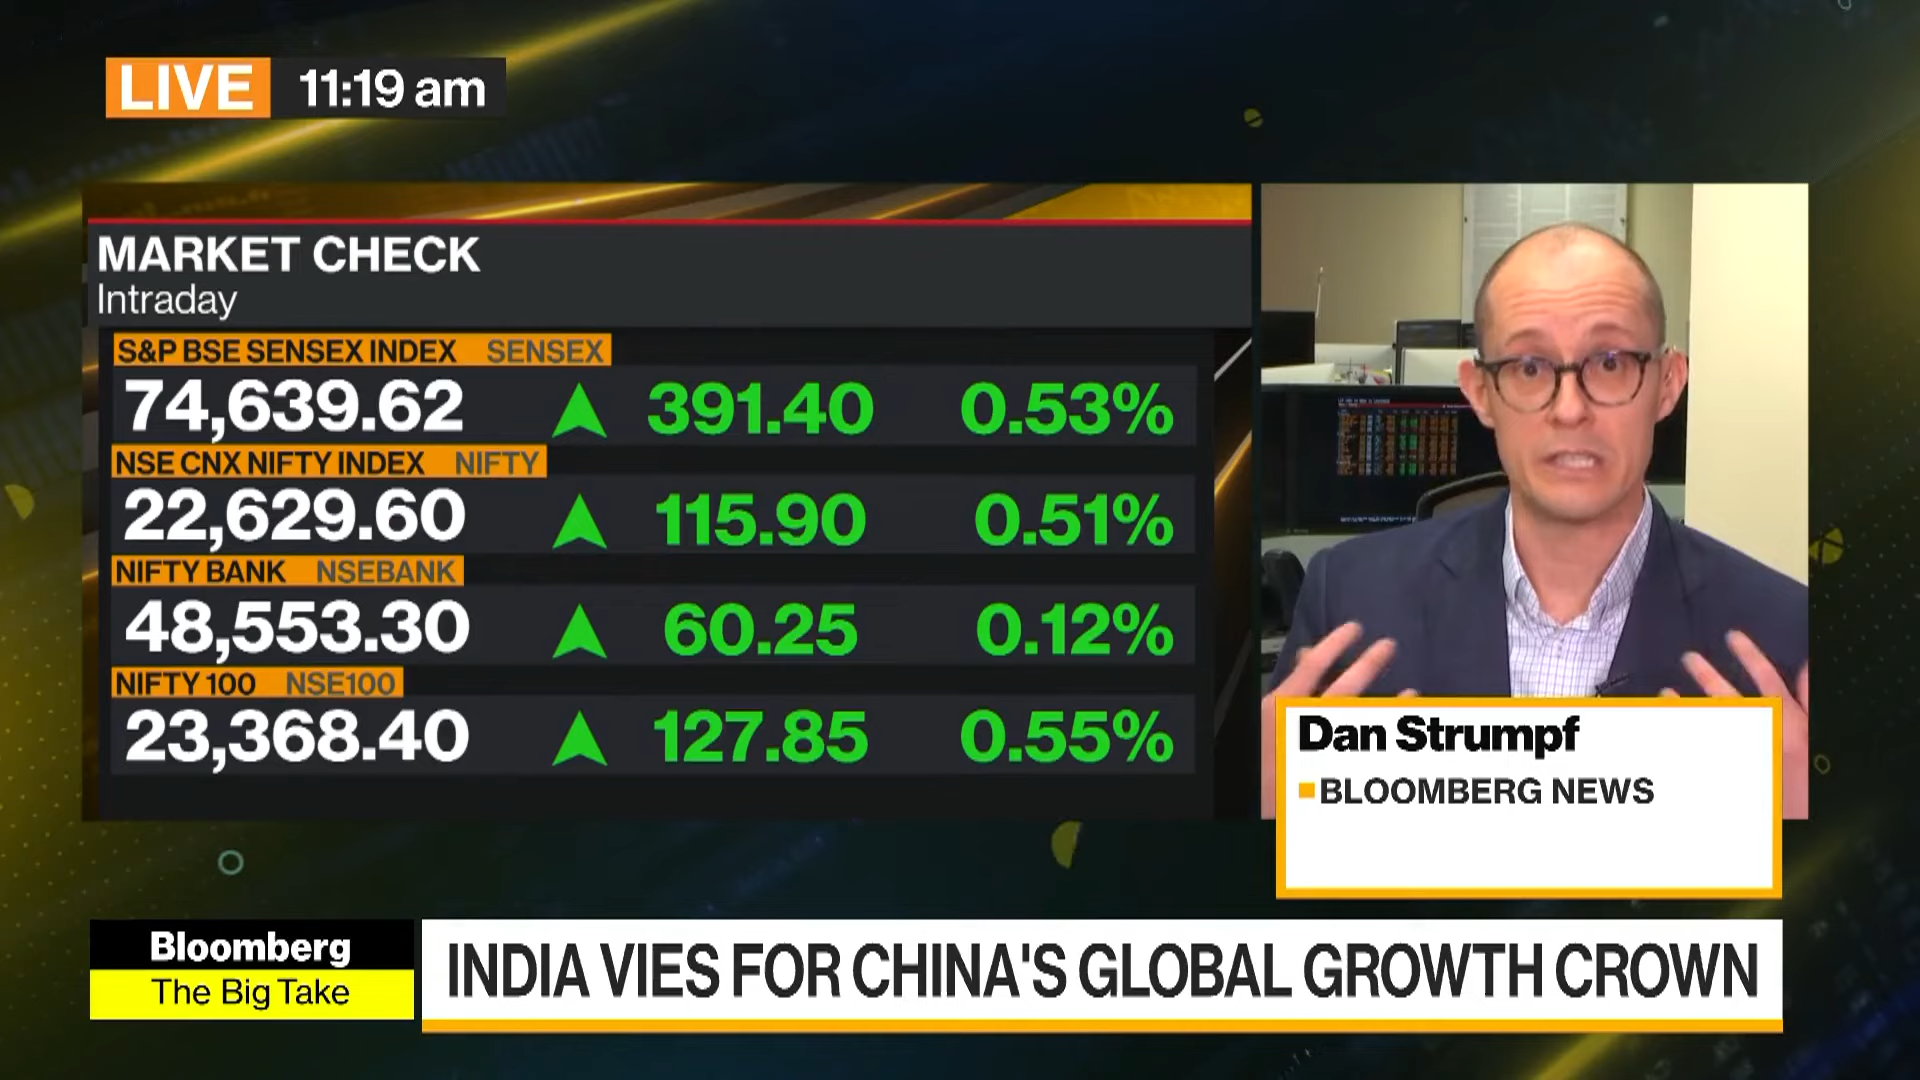 LIVE 11:19 am
MARKET CHECK
Intraday
S&P BSE SENSEX INDEX SENSEX
74,639.62 ▲ 391.40 0.53%
NSE CNX NIFTY INDEX NIFTY
22,629.60 ▲ 115.90 0.51%
NIFTY BANK NSEBANK
48,553.30 ▲ 60.25 0.12%
NIFTY 100 NSE100
23,368.40 ▲ 127.85 0.55%
Dan Strumpf
BLOOMBERG NEWS
Bloomberg
The Big Take
INDIA VIES FOR CHINA'S GLOBAL GROWTH CROWN